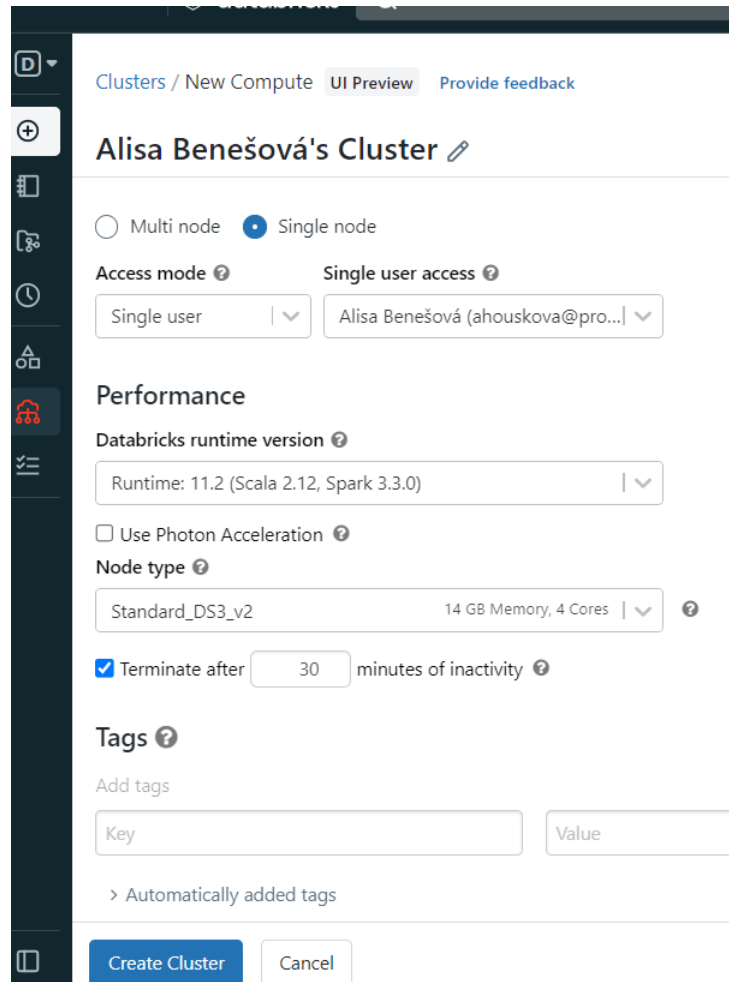 databricks
D
Clusters / New Compute UI Preview Provide feedback
Alisa Benešová's Cluster
Multi node Single node
Access mode Single user access
Single user Alisa Benešová (ahouskova@pro...
Performance
Databricks runtime version
Runtime: 11.2 (Scala 2.12, Spark 3.3.0)
Use Photon Acceleration
Node type
Standard_DS3_v2 14 GB Memory, 4 Cores
Terminate after 30 minutes of inactivity
Tags
Add tags
Key Value
> Automatically added tags
Create Cluster Cancel